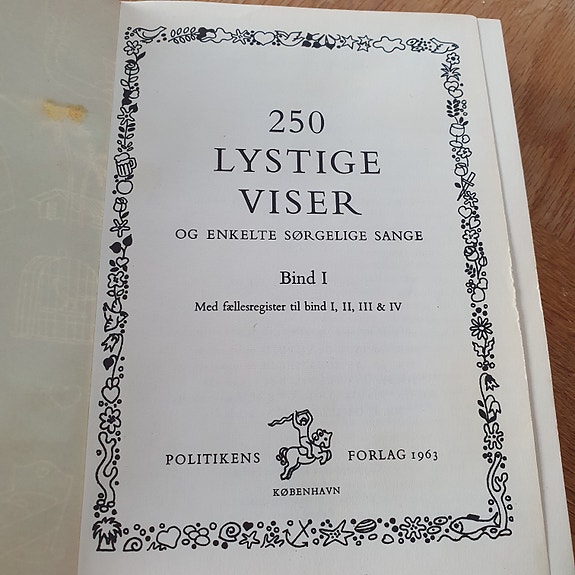 250
LYSTIGE
VISER
OG ENKELTE SØRGELIGE SANGE
Bind I
Med fællesregister til bind I, II, III & IV
POLITIKENS FORLAG 1963
KØBENHAVN